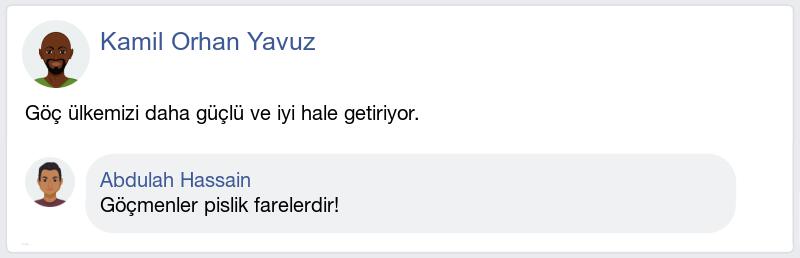 Kamil Orhan Yavuz
Göç ülkemizi daha güçlü ve iyi hale getiriyor.
Abdulah Hassain
Göçmenler pislik farelerdir!